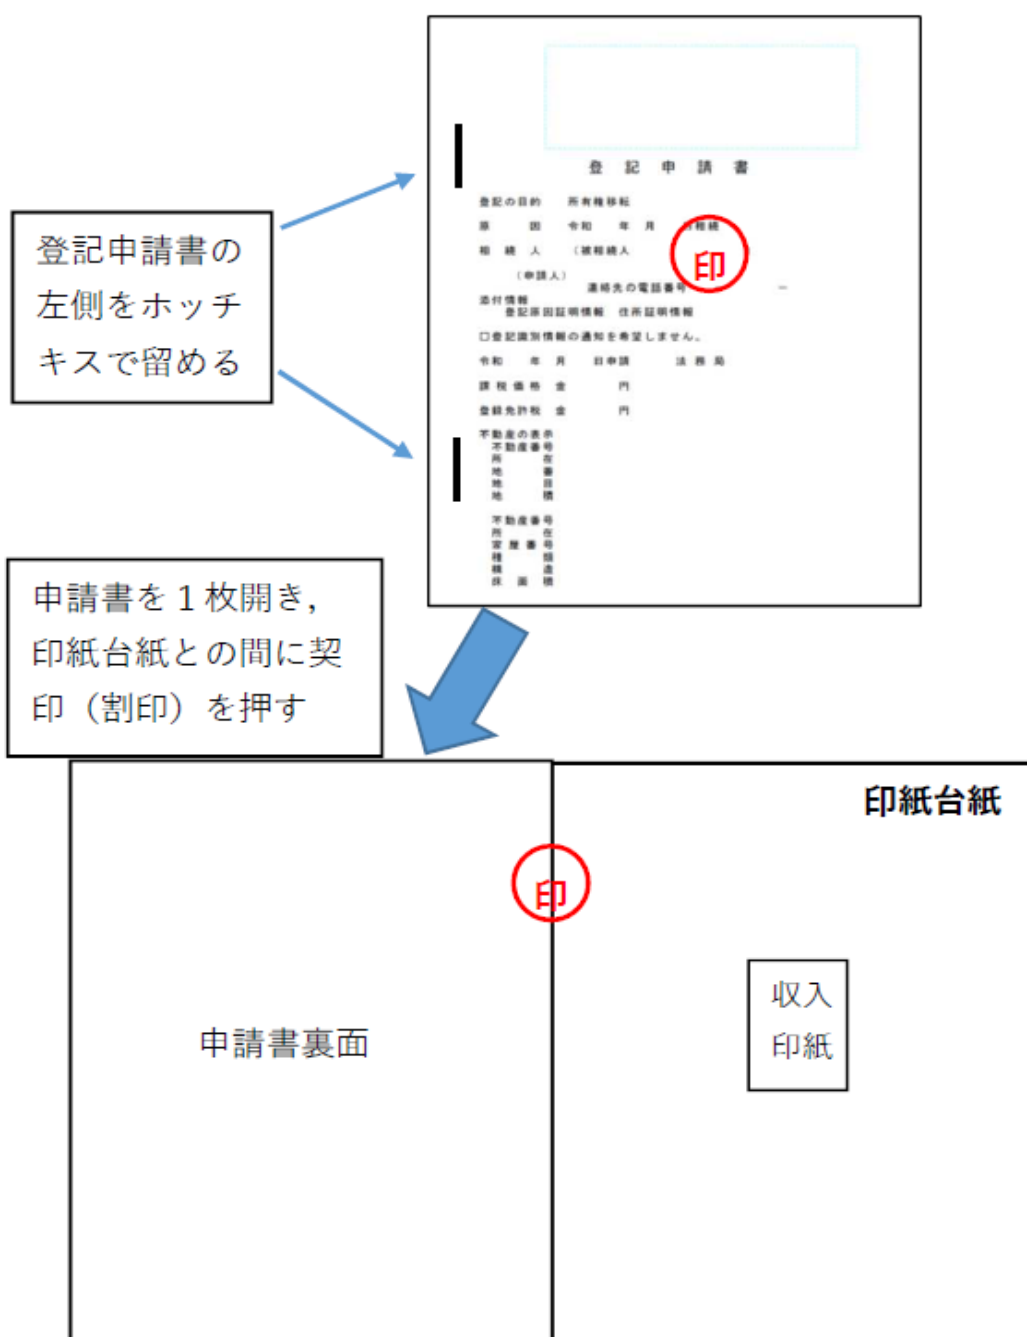 登記申請書
登記の目的 所有権移転
原 因 令和 年 月 日相続
相 続 人 （被相続人
印
（申請人）
連絡先の電話番号 －
添付情報
登記原因証明情報 住所証明情報
□登記識別情報の通知を希望しません。
令和 年 月 日申請 法 務 局
課 税 価 格 金 円
登録免許税 金 円
不動産の表示
不動産番号
所 在
地 番
地 目
地 積
不動産番号
所 在
家 屋 番 号
種 類
構 造
床 面 積
登記申請書の
左側をホッチ
キスで留める
申請書を１枚開き，
印紙台紙との間に契
印（割印）を押す
印紙台紙
印
申請書裏面
収入
印紙